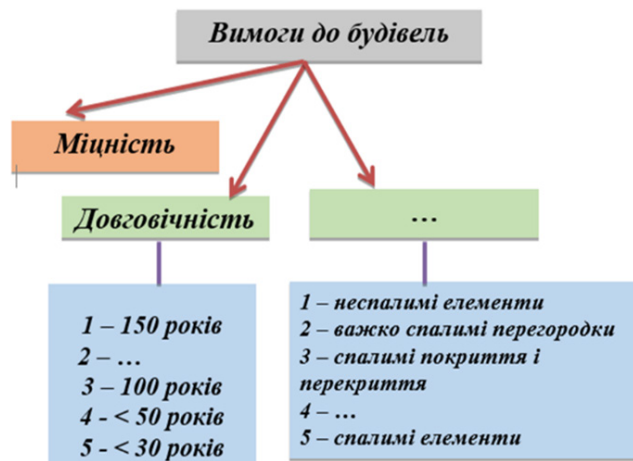 Вимоги до будівель
Міцність
Довговічність
...
1 – 150 років
2 – ...
3 – 100 років
4 - < 50 років
5 - < 30 років
1 – неспалимі елементи
2 – важко спалимі перегородки
3 – спалимі покриття і
перекриття
4 – ...
5 – спалимі елементи